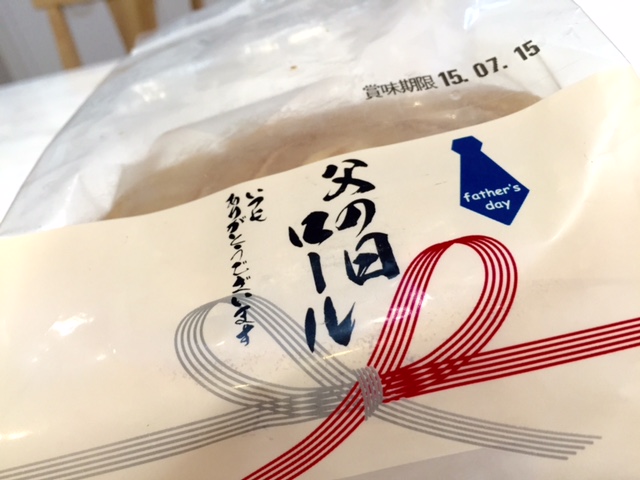 賞味期限 15.07.15
father's
day
父の日
ロール
いつも
ありがとうございます